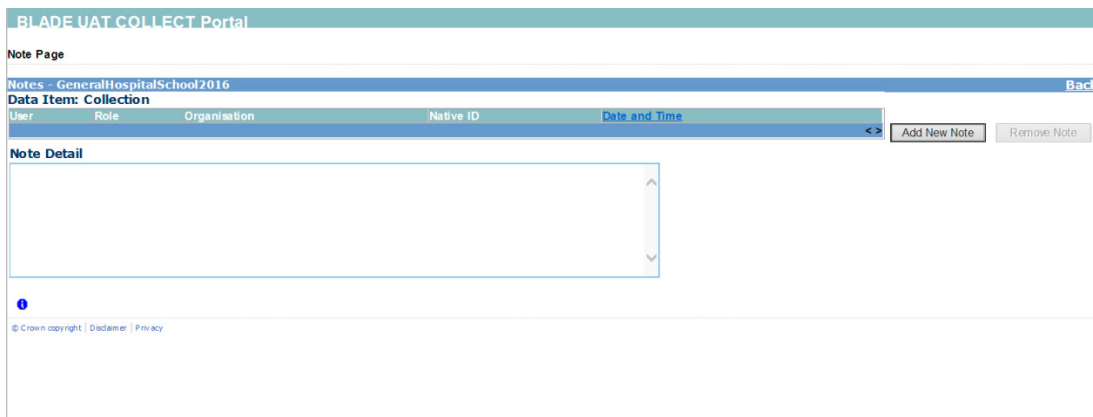 BLADE UAT COLLECT Portal
Note Page
Notes - GeneralHospitalSchool2016 Back
Data Item: Collection
User Role Organisation Native ID Date and Time
< > Add New Note Remove Note
Note Detail
© Crown copyright | Disclaimer | Privacy